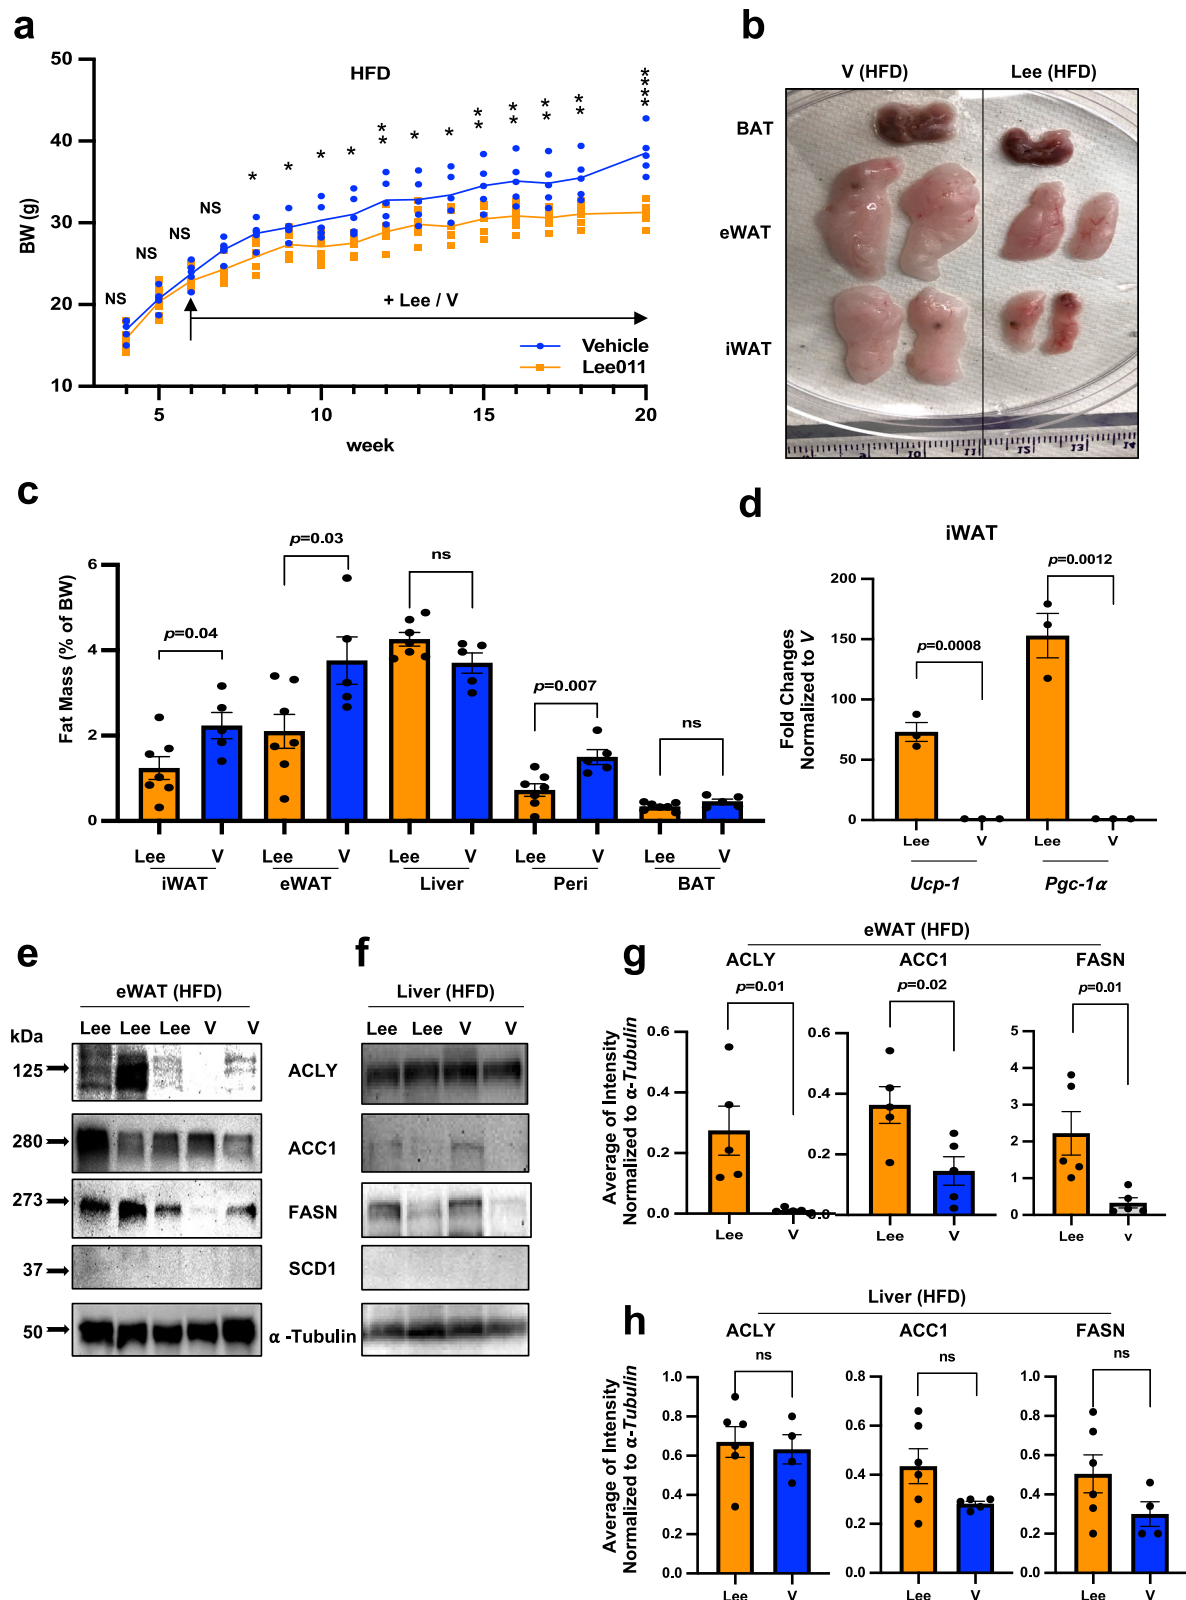 a
HFD
BW (g)
50
40
30
20
10
NS
NS
NS
NS
*
*
*
*
**
*
*
**
**
**
**
****
+ Lee / V
Vehicle
Lee011
5
10
15
20
week
b
V (HFD)
Lee (HFD)
BAT
eWAT
iWAT
9
10
11
12
13
14
c
Fat Mass (% of BW)
6
4
2
0
p=0.04
p=0.03
ns
p=0.007
ns
Lee V
Lee V
Lee V
Lee V
Lee V
iWAT
eWAT
Liver
Peri
BAT
d
iWAT
Fold Changes
Normalized to V
200
150
100
50
0
p=0.0008
p=0.0012
Lee V
Lee V
Ucp-1
Pgc-1α
e
eWAT (HFD)
kDa
Lee Lee Lee V V
125
280
273
37
50
ACLY
ACC1
FASN
SCD1
α -Tubulin
f
Liver (HFD)
Lee Lee V V
g
eWAT (HFD)
ACLY
ACC1
FASN
p=0.01
p=0.02
p=0.01
Average of Intensity
Normalized to α-Tubulin
0.6
0.4
0.2
0.0
Lee V
0.6
0.4
0.2
0.0
Lee V
5
4
3
2
1
0
Lee v
h
Liver (HFD)
ACLY
ACC1
FASN
ns
ns
ns
Average of Intensity
Normalized to α-Tubulin
1.0
0.8
0.6
0.4
0.2
0.0
Lee V
0.8
0.6
0.4
0.2
0.0
Lee V
1.0
0.8
0.6
0.4
0.2
0.0
Lee V